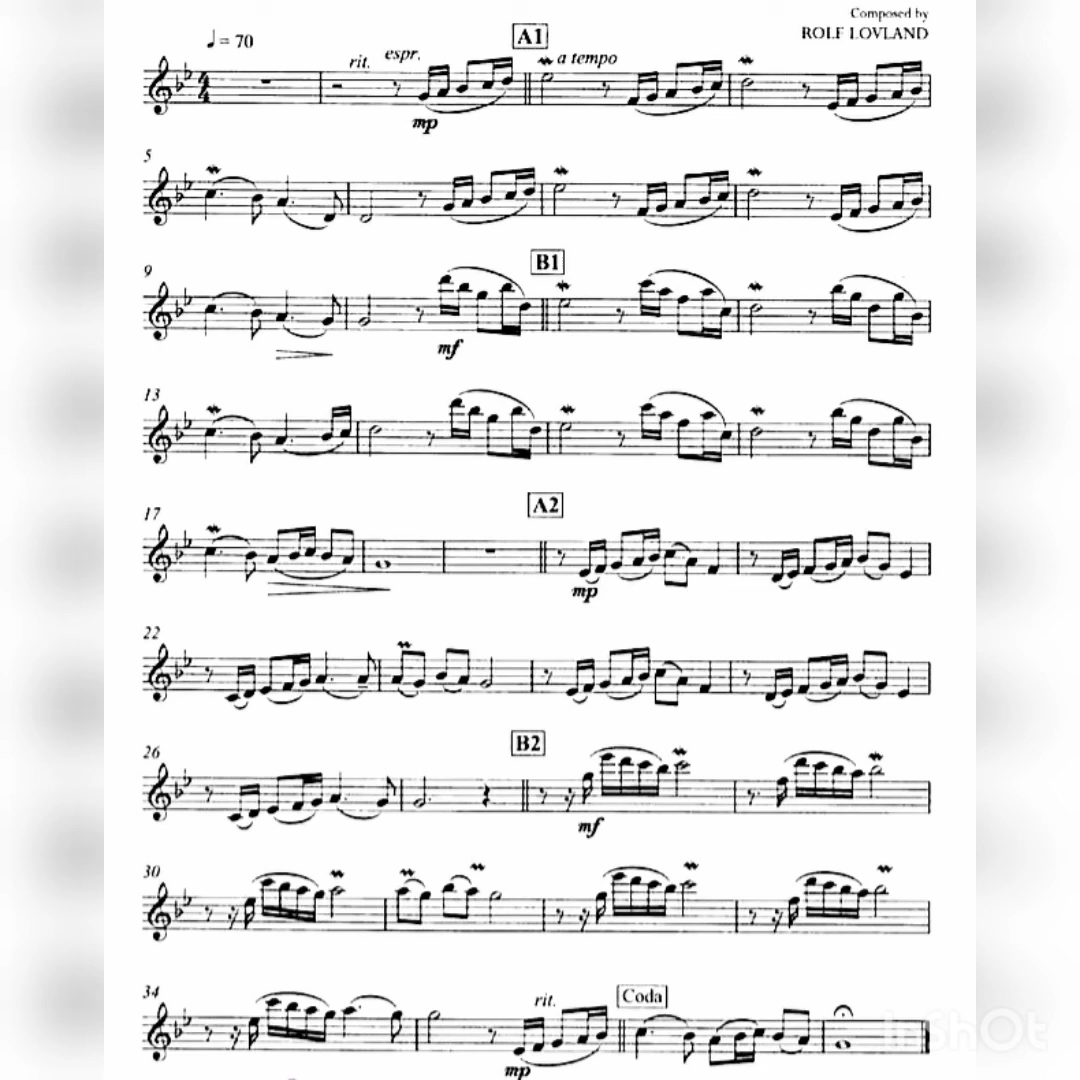 Composed by
ROLF LOVLAND
♩= 70
rit.
espr.
A1
a tempo
mp
5
9
B1
mf
13
17
A2
mp
22
26
B2
mf
30
34
rit.
Coda
mp
InShOt